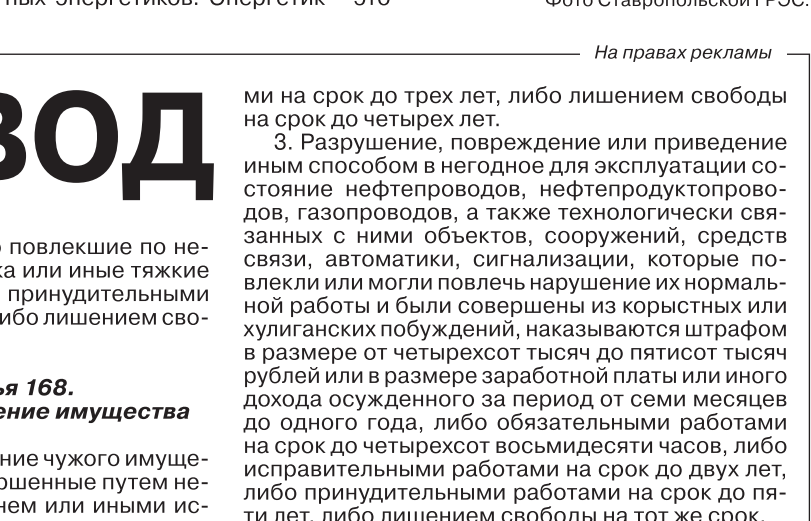 энергетиков. Энергетик
Фото Ставропольской ГРЭС.
На правах рекламы
ВОД
повлекшие по не-
или иные тяжкие
принудительными
лишением сво-
168.
имущества
чужого имуще-
путем не-
или иными ис-
ми на срок до трех лет, либо лишением свободы
на срок до четырех лет.
3. Разрушение, повреждение или приведение
иным способом в негодное для эксплуатации со-
стояние нефтепроводов, нефтепродуктопрово-
дов, газопроводов, а также технологически свя-
занных с ними объектов, сооружений, средств
связи, автоматики, сигнализации, которые по-
влекли или могли повлечь нарушение их нормаль-
ной работы и были совершены из корыстных или
хулиганских побуждений, наказываются штрафом
в размере от четырехсот тысяч до пятисот тысяч
рублей или в размере заработной платы или иного
дохода осужденного за период от семи месяцев
до одного года, либо обязательными работами
на срок до четырехсот восьмидесяти часов, либо
исправительными работами на срок до двух лет,
либо принудительными работами на срок до пя-
ти лет, либо лишением свободы на тот же срок.